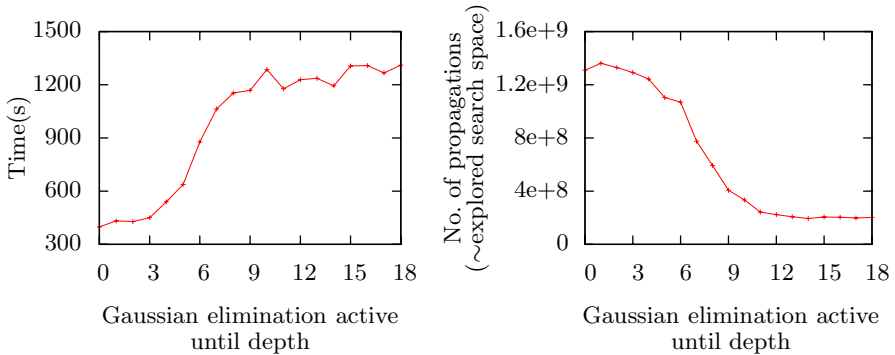 1500
1200
900
600
300
Time(s)
0 3 6 9 12 15 18
Gaussian elimination active
until depth
No. of propagations
(∼explored search space)
1.6e+9
1.2e+9
8e+8
4e+8
0
0 3 6 9 12 15 18
Gaussian elimination active
until depth